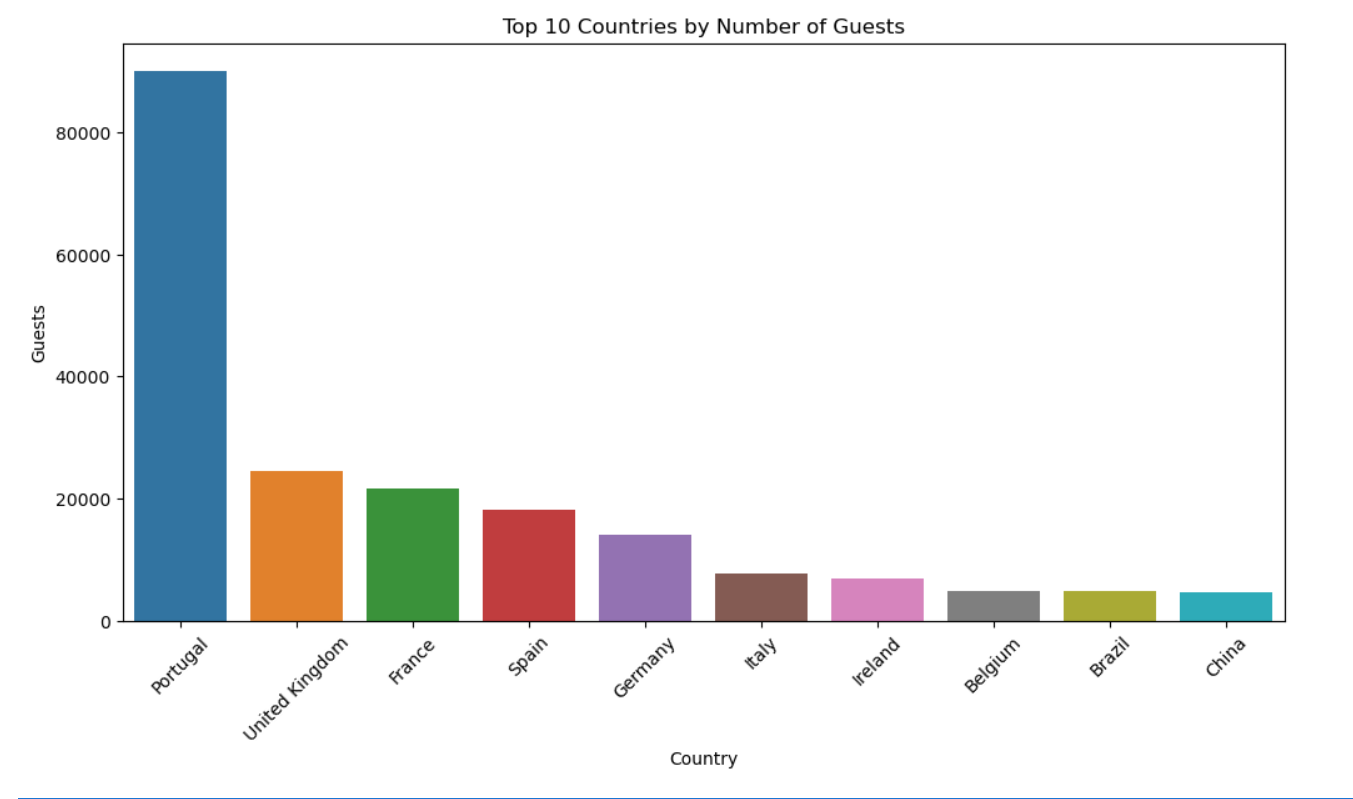 Top 10 Countries by Number of Guests
80000
60000
40000
20000
0
Guests
Portugal
United Kingdom
France
Spain
Germany
Italy
Ireland
Belgium
Brazil
China
Country